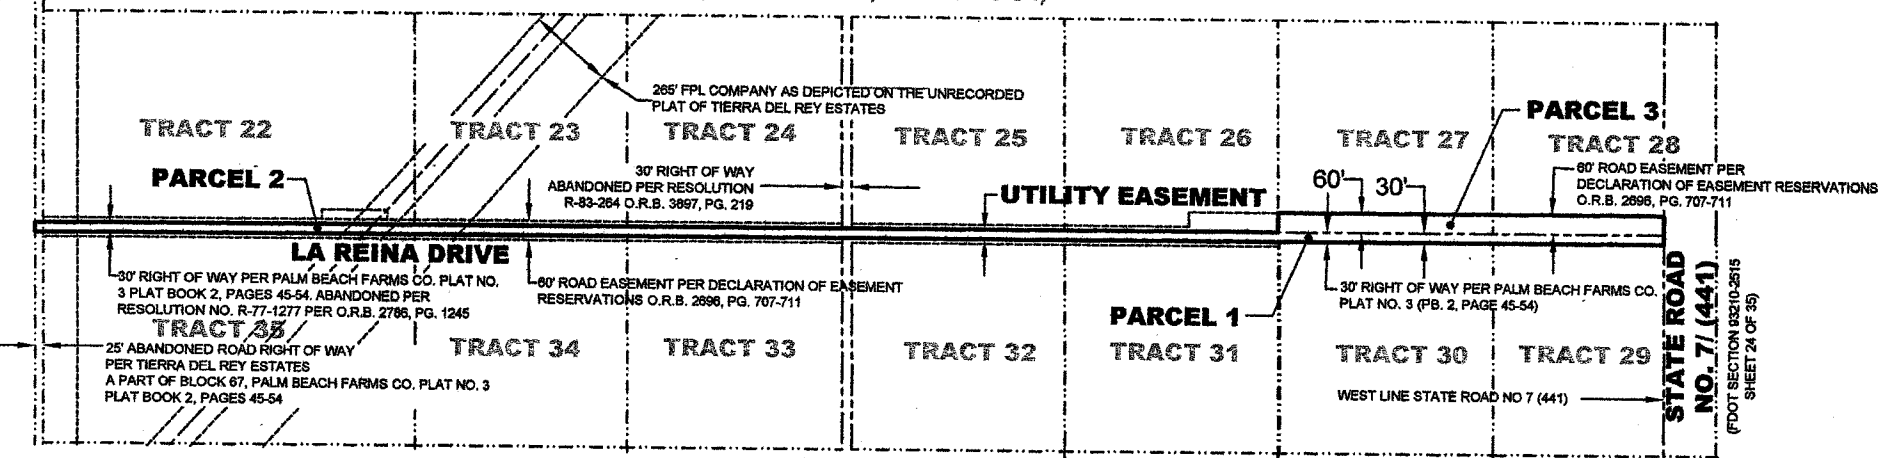 265' FPL COMPANY AS DEPICTED ON THE UNRECORDED
PLAT OF TIERRA DEL REY ESTATES
PARCEL 3
TRACT 22
TRACT 23
TRACT 24
TRACT 25
TRACT 26
TRACT 27
TRACT 28
PARCEL 2
30' RIGHT OF WAY
ABANDONED PER RESOLUTION
R-83-264 O.R.B. 3897, PG. 219
UTILITY EASEMENT
60'
30'
60' ROAD EASEMENT PER
DECLARATION OF EASEMENT RESERVATIONS
O.R.B. 2696, PG. 707-711
LA REINA DRIVE
30' RIGHT OF WAY PER PALM BEACH FARMS CO. PLAT NO.
3 PLAT BOOK 2, PAGES 45-54. ABANDONED PER
RESOLUTION NO. R-77-1277 PER O.R.B. 2786, PG. 1245
60' ROAD EASEMENT PER DECLARATION OF EASEMENT
RESERVATIONS O.R.B. 2696, PG. 707-711
30' RIGHT OF WAY PER PALM BEACH FARMS CO.
PLAT NO. 3 (PB. 2, PAGE 45-54)
PARCEL 1
TRACT 35
TRACT 34
TRACT 33
TRACT 32
TRACT 31
TRACT 30
TRACT 29
25' ABANDONED ROAD RIGHT OF WAY
PER TIERRA DEL REY ESTATES
A PART OF BLOCK 67, PALM BEACH FARMS CO. PLAT NO. 3
PLAT BOOK 2, PAGES 45-54
WEST LINE STATE ROAD NO 7 (441)
STATE ROAD
NO. 7/ (441)
(FDOT SECTION 93210-2515
SHEET 24 OF 35)